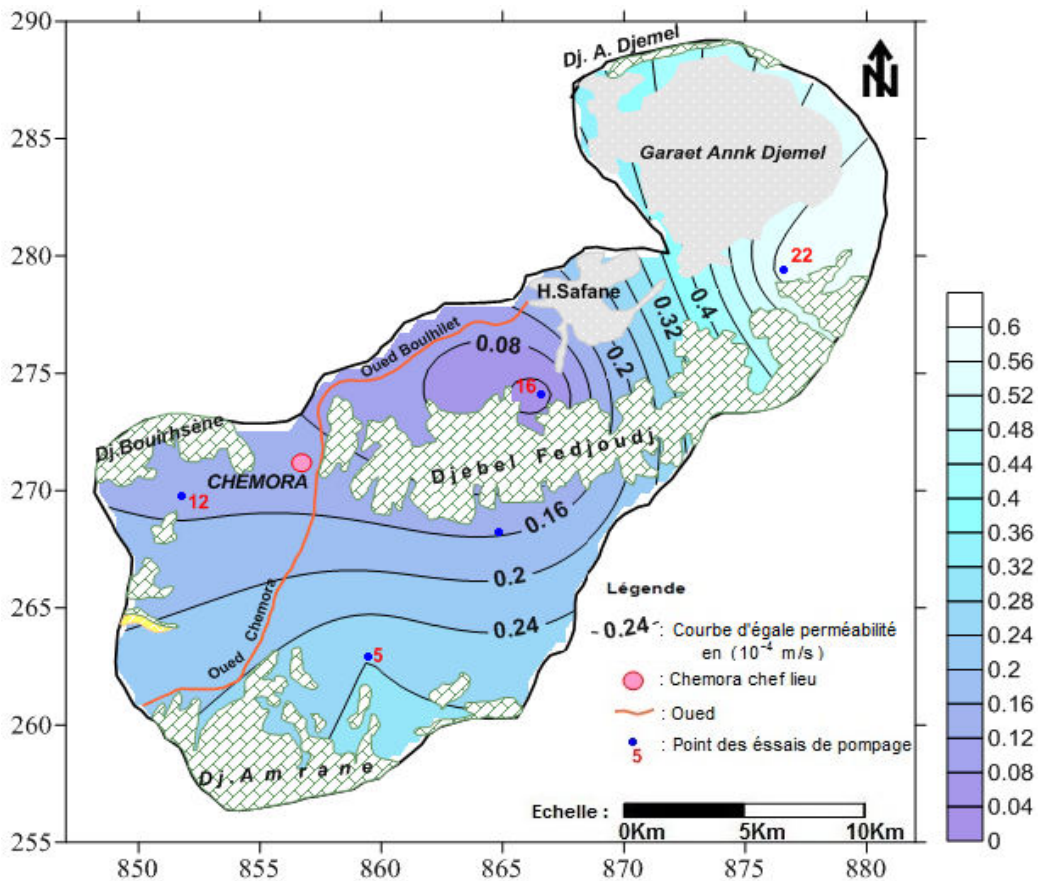 290
285
280
275
270
265
260
255
850
855
860
865
870
875
880
Dj. A. Djemel
N
Garaet Annk Djemel
22
H.Safane
0.4
0.32
0.2
Oued Boulhilet
0.08
16
Dj.Bouirhsène
Djebel Fedjoudj
CHEMORA
12
0.16
0.2
0.24
Oued Chemora
5
Dj.Amrane
Légende
-0.24- : Courbe d'égale perméabilité
en (10⁻⁴ m/s)
: Chemora chef lieu
: Oued
5 : Point des éssais de pompage
Echelle :
0Km 5Km 10Km
0.6
0.56
0.52
0.48
0.44
0.4
0.36
0.32
0.28
0.24
0.2
0.16
0.12
0.08
0.04
0